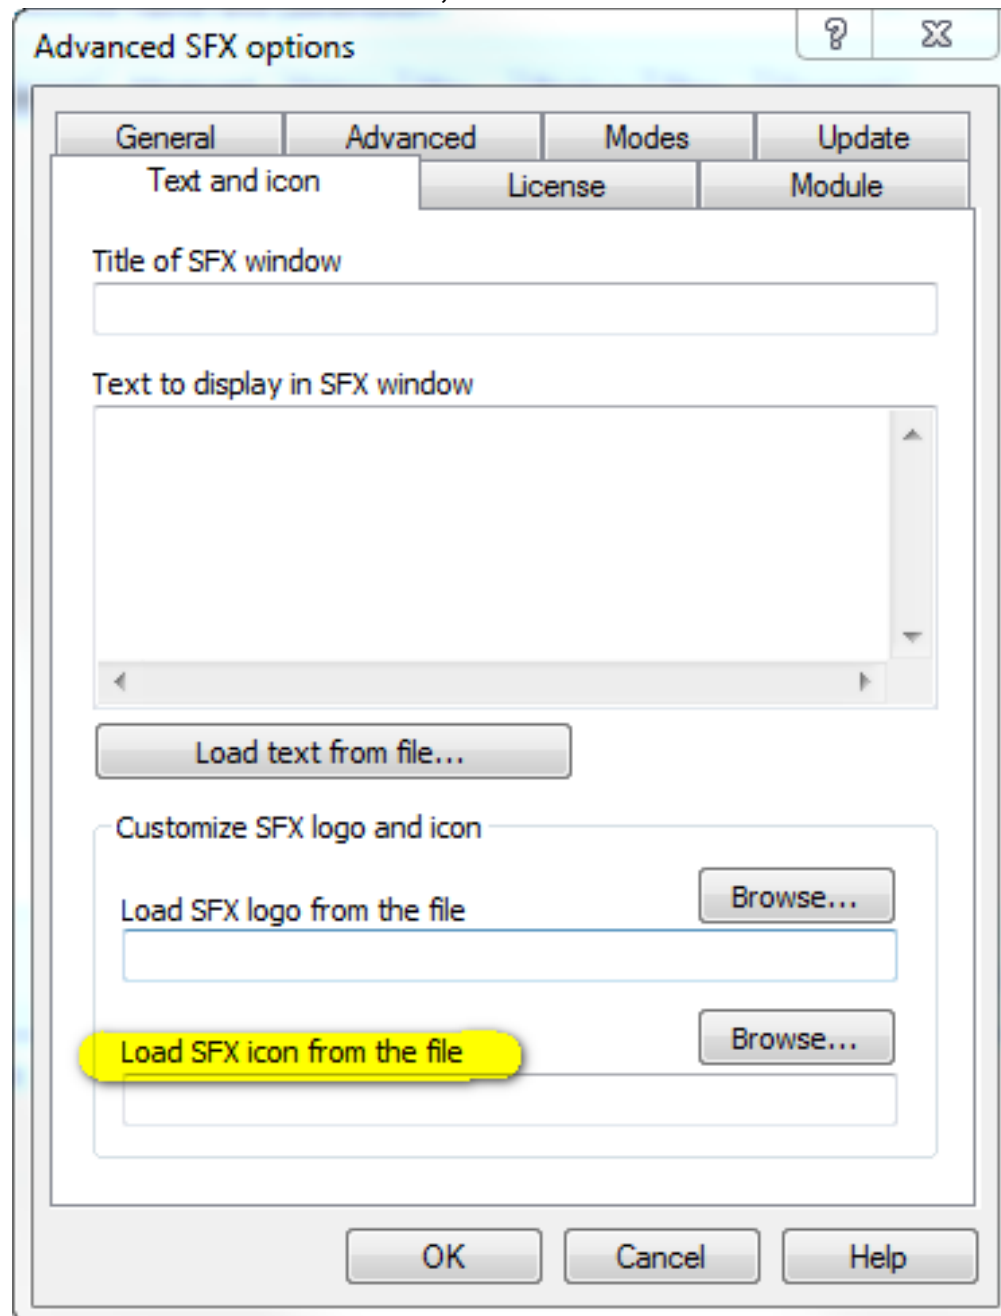 Advanced SFX options
General Advanced Modes Update
Text and icon License Module
Title of SFX window
Text to display in SFX window
Load text from file...
Customize SFX logo and icon
Browse...
Load SFX logo from the file
Browse...
Load SFX icon from the file
OK Cancel Help